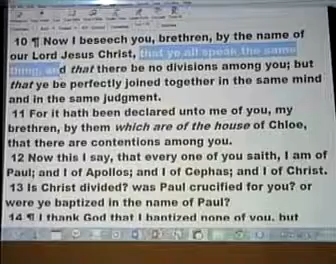 10 ¶ Now I beseech you, brethren, by the name of
our Lord Jesus Christ, that ye all speak the same
thing, and that there be no divisions among you; but
that ye be perfectly joined together in the same mind
and in the same judgment.
11 For it hath been declared unto me of you, my
brethren, by them which are of the house of Chloe,
that there are contentions among you.
12 Now this I say, that every one of you saith, I am of
Paul; and I of Apollos; and I of Cephas; and I of Christ.
13 Is Christ divided? was Paul crucified for you? or
were ye baptized in the name of Paul?
14 ¶ I thank God that I baptized none of you, but